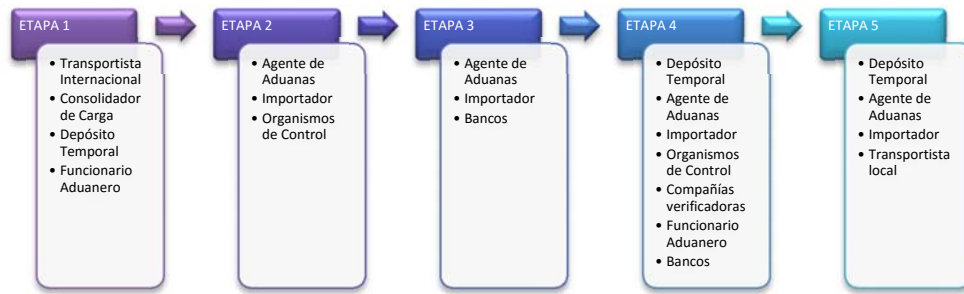 ETAPA 1
• Transportista
Internacional
• Consolidador
de Carga
• Depósito
Temporal
• Funcionario
Aduanero
ETAPA 2
• Agente de
Aduanas
• Importador
• Organismos
de Control
ETAPA 3
• Agente de
Aduanas
• Importador
• Bancos
ETAPA 4
• Depósito
Temporal
• Agente de
Aduanas
• Importador
• Organismos
de Control
• Compañías
verificadoras
• Funcionario
Aduanero
• Bancos
ETAPA 5
• Depósito
Temporal
• Agente de
Aduanas
• Importador
• Transportista
local